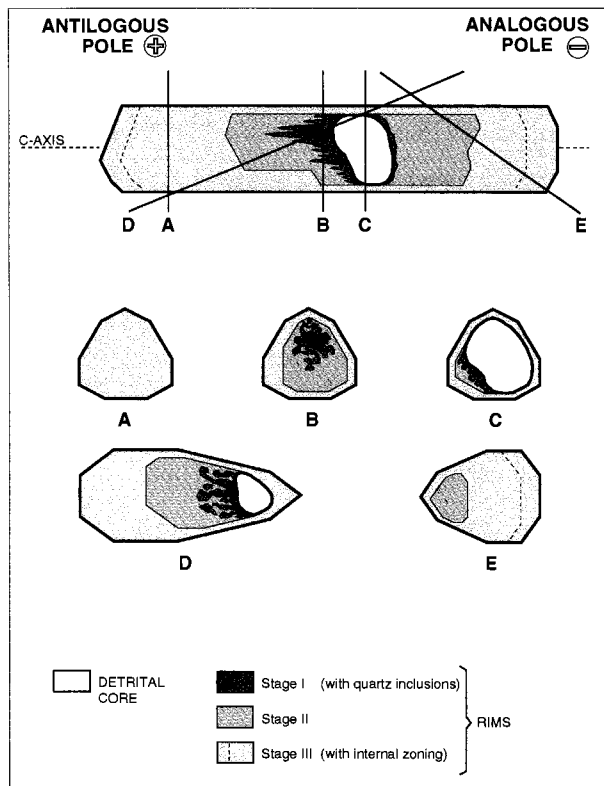 ANTILOGOUS
POLE +
ANALOGOUS
POLE −
C-AXIS
D A B C E
A B C
D E
DETRITAL
CORE
Stage I (with quartz inclusions)
Stage II
Stage III (with internal zoning)
RIMS